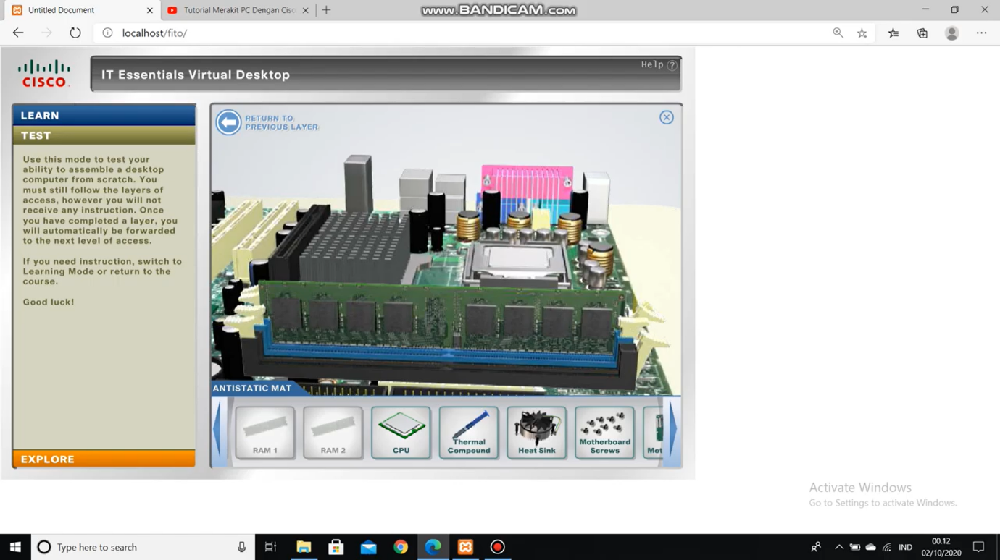 Untitled Document
Tutorial Merakit PC Dengan Cisc
www.BANDICAM.com
localhost/fito/
CISCO
IT Essentials Virtual Desktop
Help ?
LEARN
TEST
Use this mode to test your
ability to assemble a desktop
computer from scratch. You
must still follow the layers of
access, however you will not
receive any instruction. Once
you have completed a layer, you
will automatically be forwarded
to the next level of access.
If you need instruction, switch to
Learning Mode or return to the
course.
Good luck!
EXPLORE
RETURN TO
PREVIOUS LAYER
ANTISTATIC MAT
RAM 1
RAM 2
CPU
Thermal
Compound
Heat Sink
Motherboard
Screws
Mot
Activate Windows
Go to Settings to activate Windows.
Type here to search
IND
00.12
02/10/2020